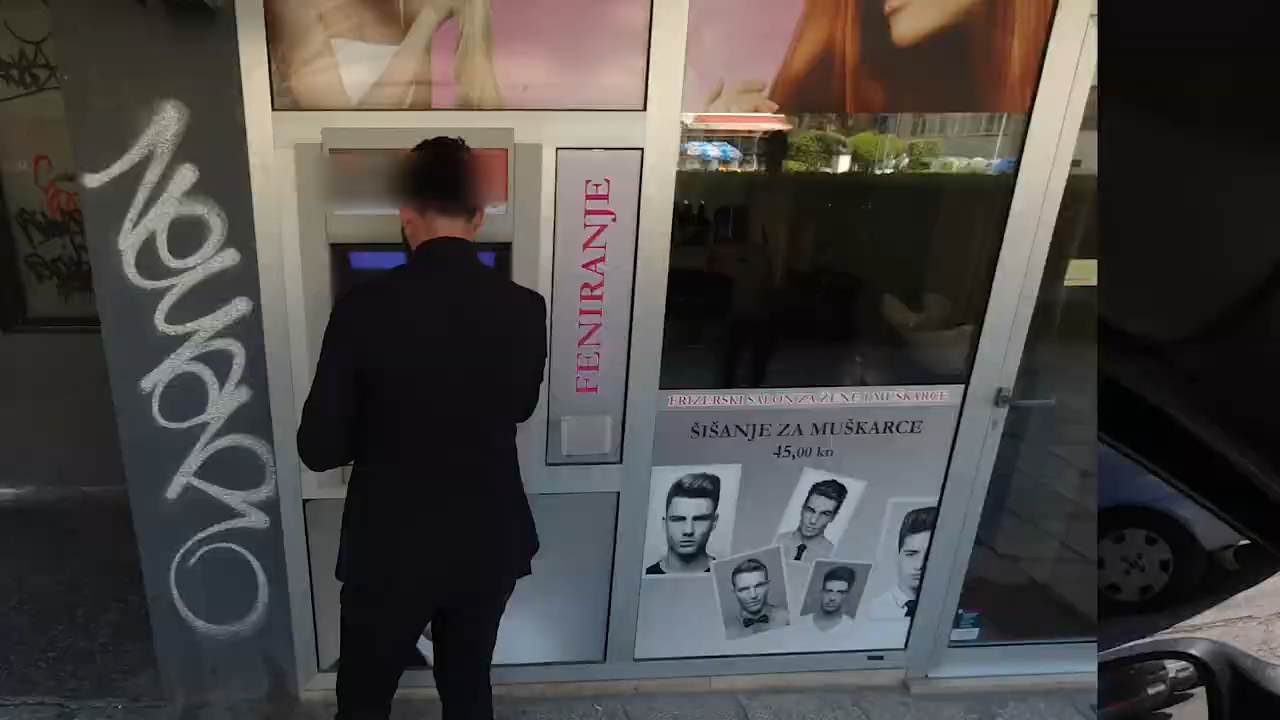 FENIRANJE
FRIZERSKI SALON ZA ŽENE I MUŠKARCE
ŠIŠANJE ZA MUŠKARCE
45,00 kn